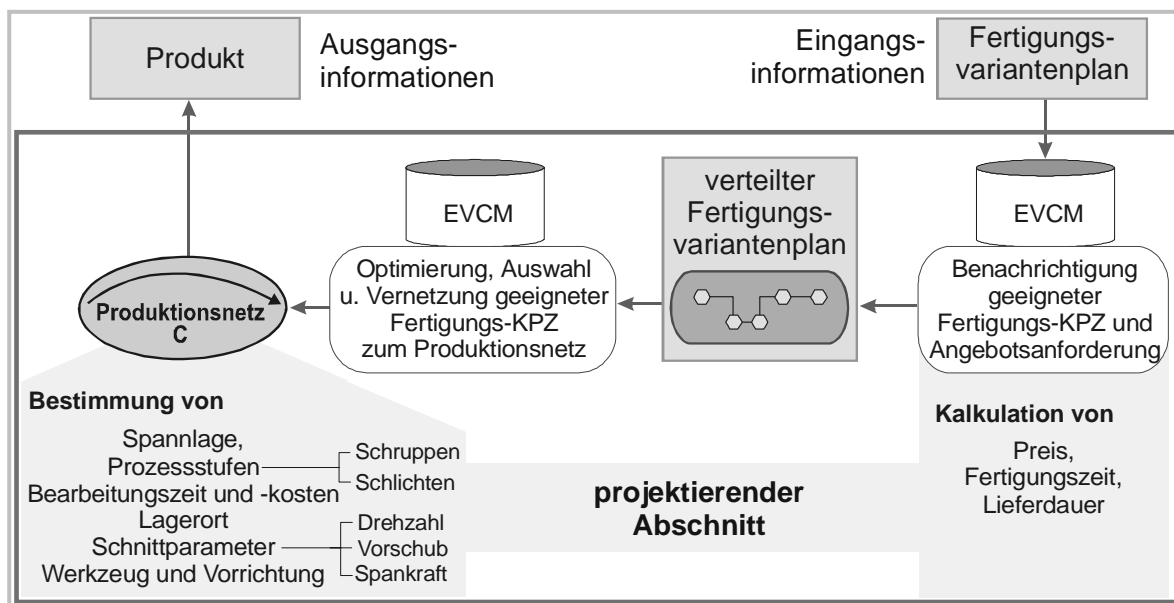 Produkt
Ausgangs-
informationen
Eingangs-
informationen
Fertigungs-
variantenplan
EVCM
Optimierung, Auswahl
u. Vernetzung geeigneter
Fertigungs-KPZ
zum Produktionsnetz
verteilter
Fertigungs-
variantenplan
EVCM
Benachrichtigung
geeigneter
Fertigungs-KPZ und
Angebotsanforderung
Produktionsnetz
C
Bestimmung von
Spannlage,
Prozessstufen
Schruppen
Schlichten
Bearbeitungszeit und -kosten
Lagerort
Schnittparameter
Drehzahl
Vorschub
Spankraft
Werkzeug und Vorrichtung
projektierender
Abschnitt
Kalkulation von
Preis,
Fertigungszeit,
Lieferdauer